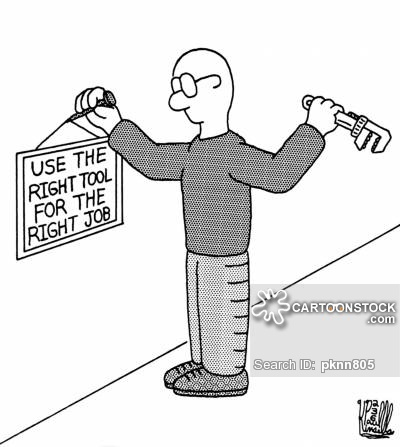 USE THE
RIGHT TOOL
FOR THE
RIGHT JOB
CARTOONSTOCK
.com
Search ID: pknn805